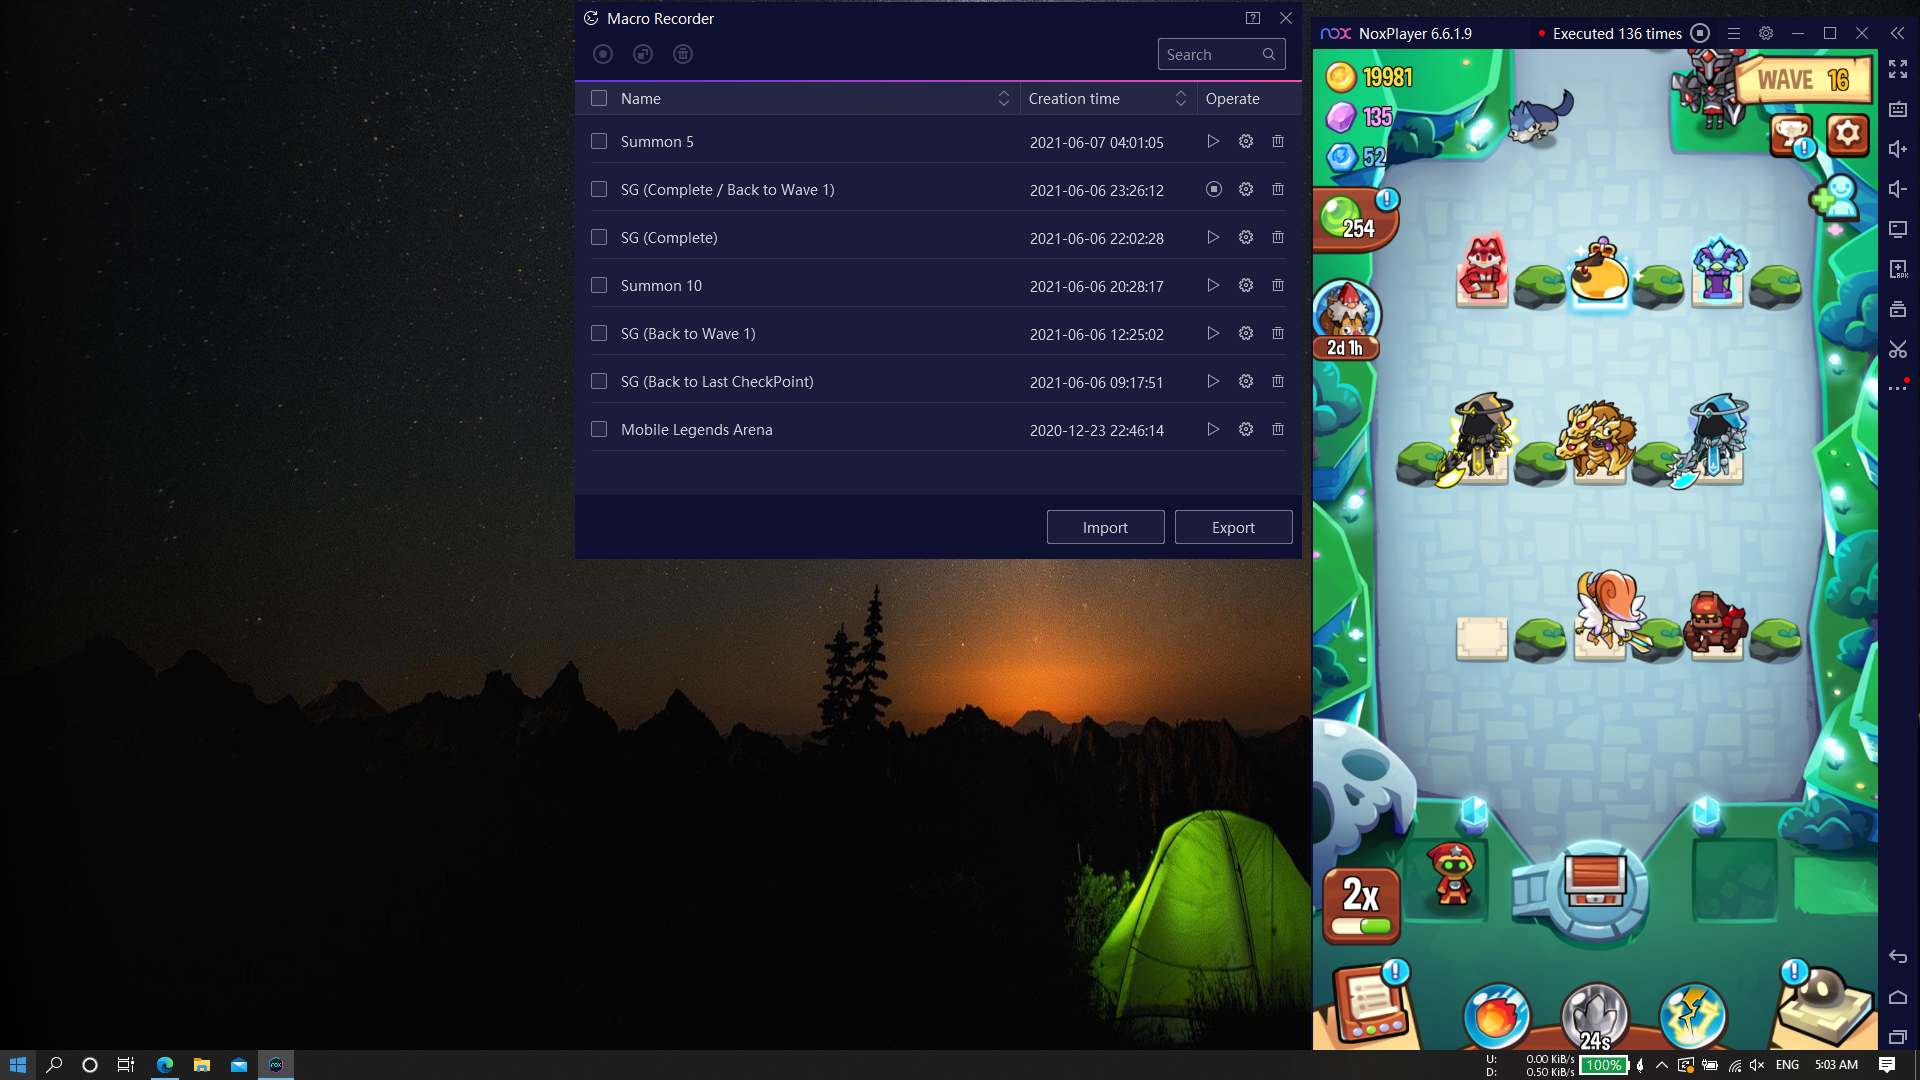 Macro Recorder
Search
Name
Creation time
Operate
Summon 5
2021-06-07 04:01:05
SG (Complete / Back to Wave 1)
2021-06-06 23:26:12
SG (Complete)
2021-06-06 22:02:28
Summon 10
2021-06-06 20:28:17
SG (Back to Wave 1)
2021-06-06 12:25:02
SG (Back to Last CheckPoint)
2021-06-06 09:17:51
Mobile Legends Arena
2020-12-23 22:46:14
Import
Export
nox
NoxPlayer 6.6.1.9
Executed 136 times
19981
WAVE 16
135
52
254
2d 1h
2x
24s
APK
nox
U: 0.00 KiB/s
D: 0.50 KiB/s
100%
ENG
5:03 AM